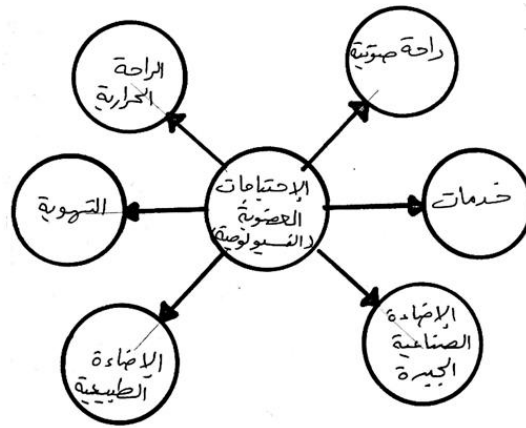 راحة صوتية
الراحة
الحرارية
الإحتياجات
العضوية
(الفسيولوجية)
خدمات
التهوية
الإضاءة
الصناعية
الجيدة
الإضاءة
الطبيعية